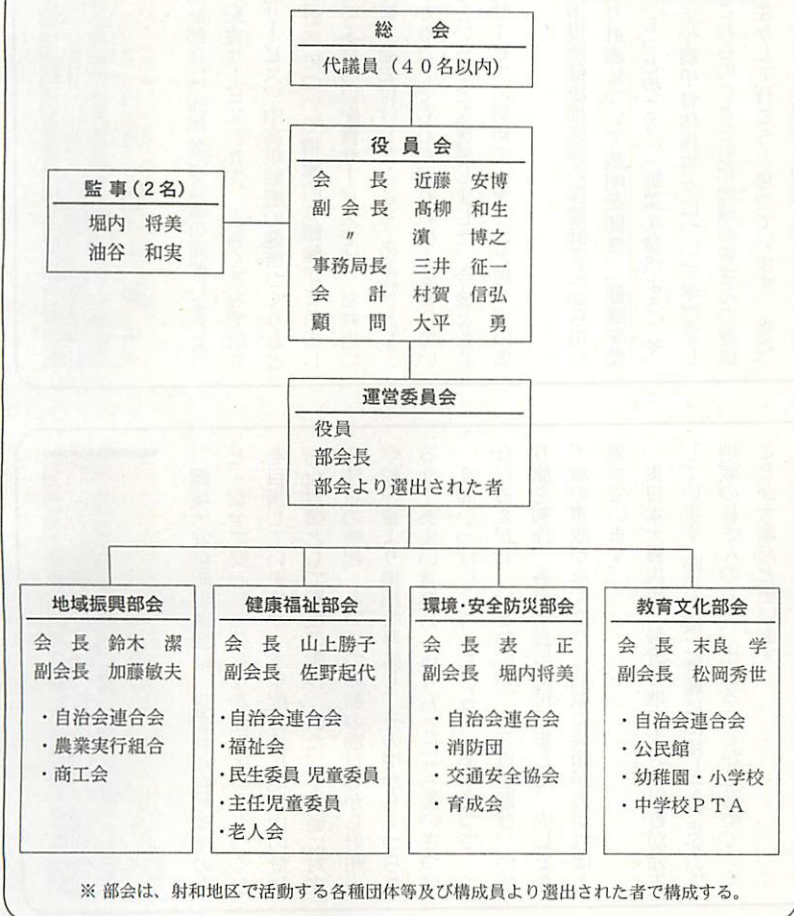 総　会
代議員（４０名以内）
役 員 会
会　　長　近藤　安博
副 会 長　髙柳　和生
〃　　濵　　博之
事務局長　三井　征一
会　　計　村賀　信弘
顧　　問　大平　　勇
監 事（２名）
堀内　将美
油谷　和実
運営委員会
役員
部会長
部会より選出された者
地域振興部会
会　長　鈴木　潔
副会長　加藤敏夫
・自治会連合会
・農業実行組合
・商工会
健康福祉部会
会　長　山上勝子
副会長　佐野起代
・自治会連合会
・福祉会
・民生委員 児童委員
・主任児童委員
・老人会
環境・安全防災部会
会　長　表　　正
副会長　堀内将美
・自治会連合会
・消防団
・交通安全協会
・育成会
教育文化部会
会　長　末良　学
副会長　松岡秀世
・自治会連合会
・公民館
・幼稚園・小学校
・中学校ＰＴＡ
※ 部会は、射和地区で活動する各種団体等及び構成員より選出された者で構成する。